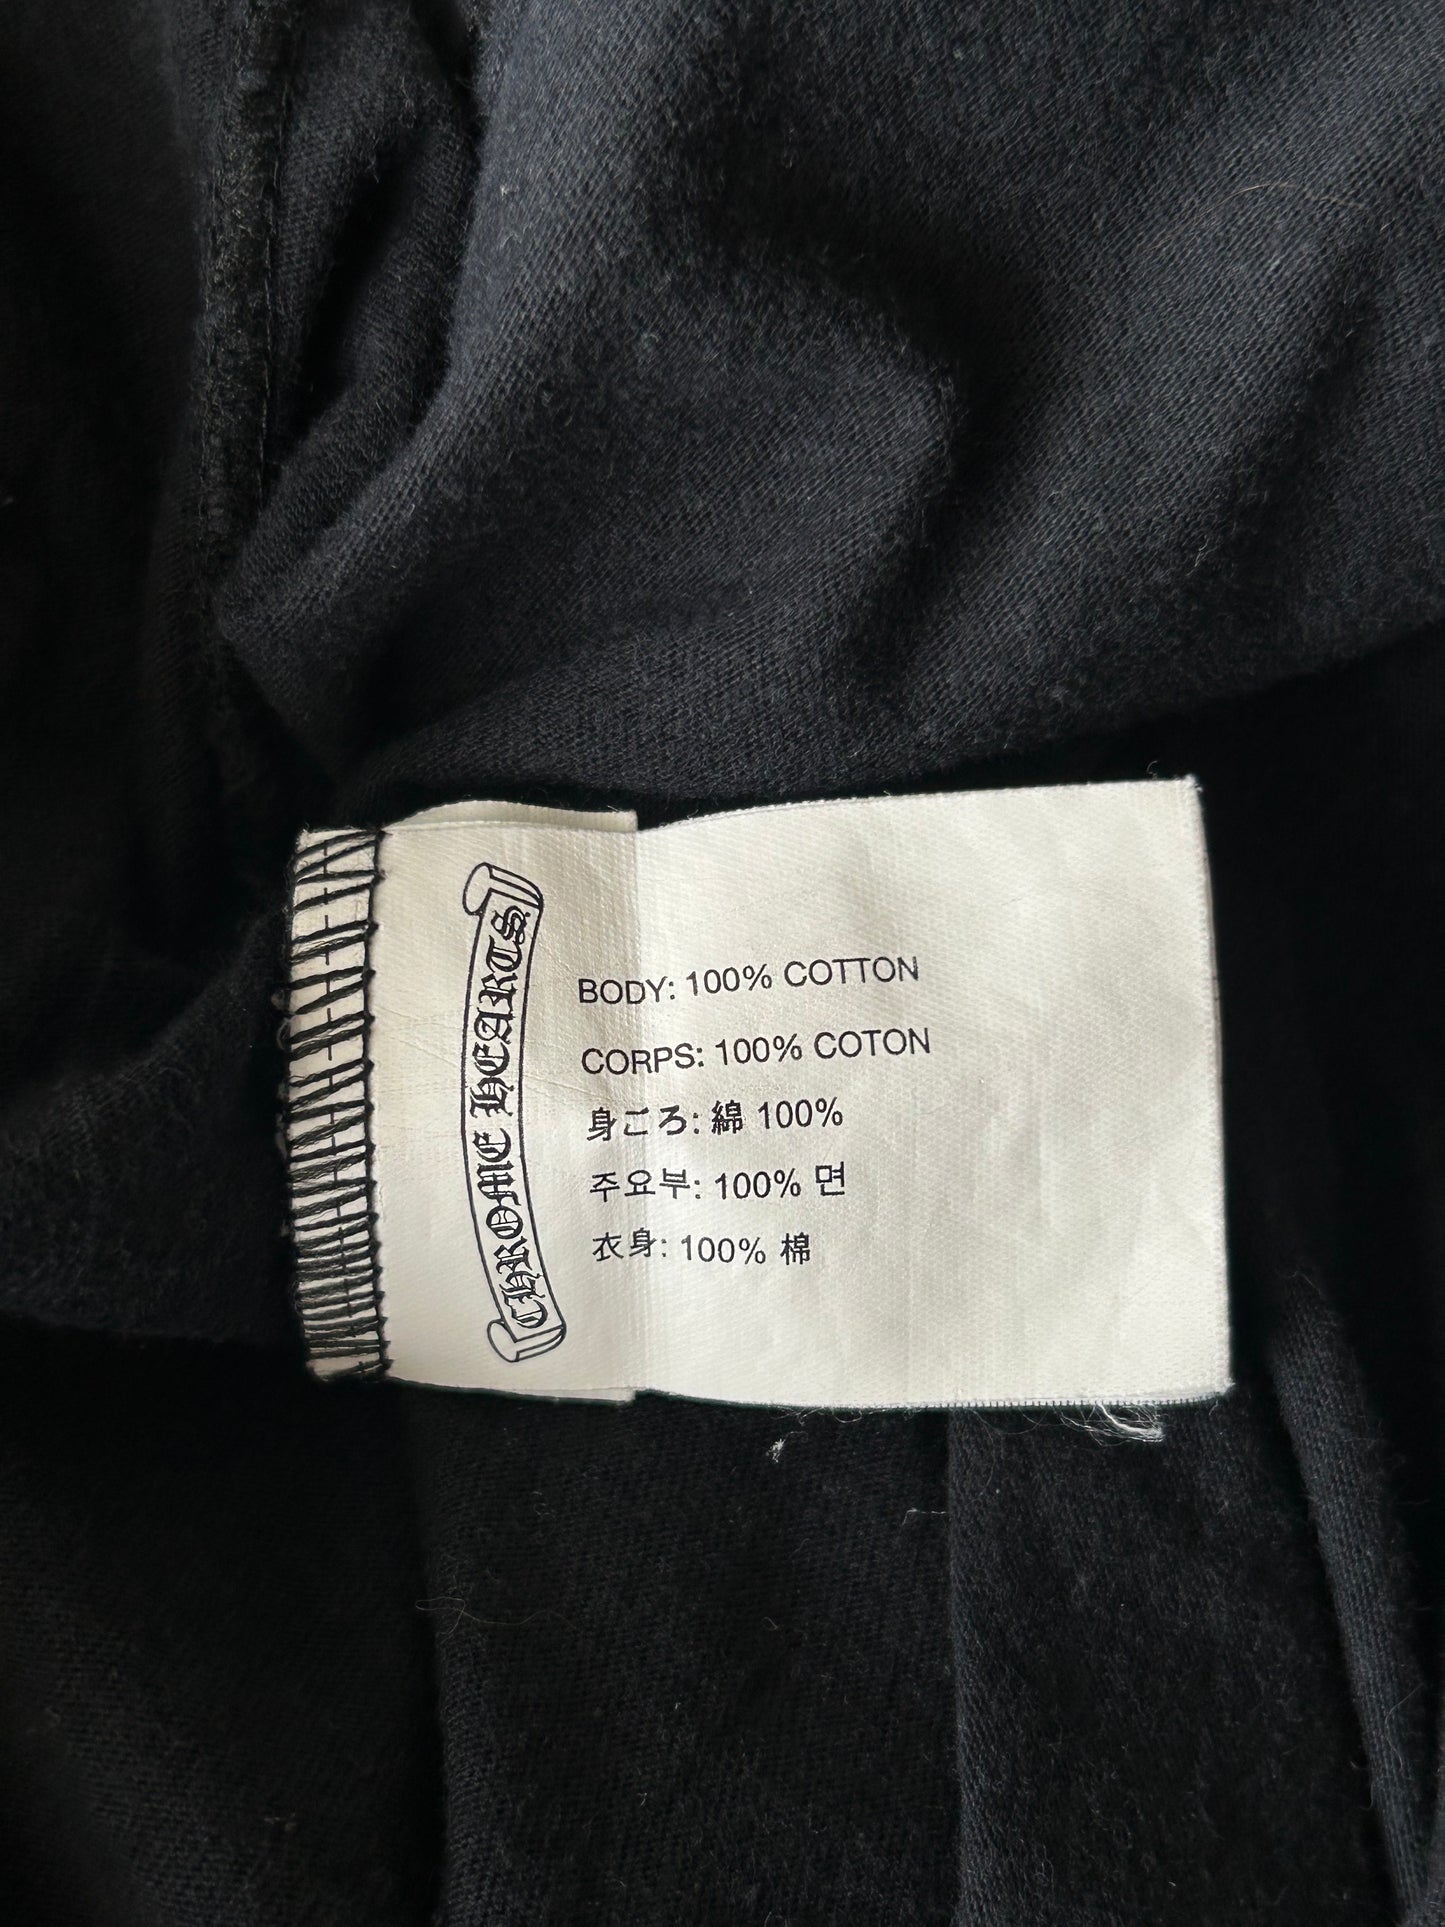 CHROME HEARTS
BODY: 100% COTTON
CORPS: 100% COTON
身ごろ: 綿 100%
주요부: 100% 면
衣身: 100% 棉